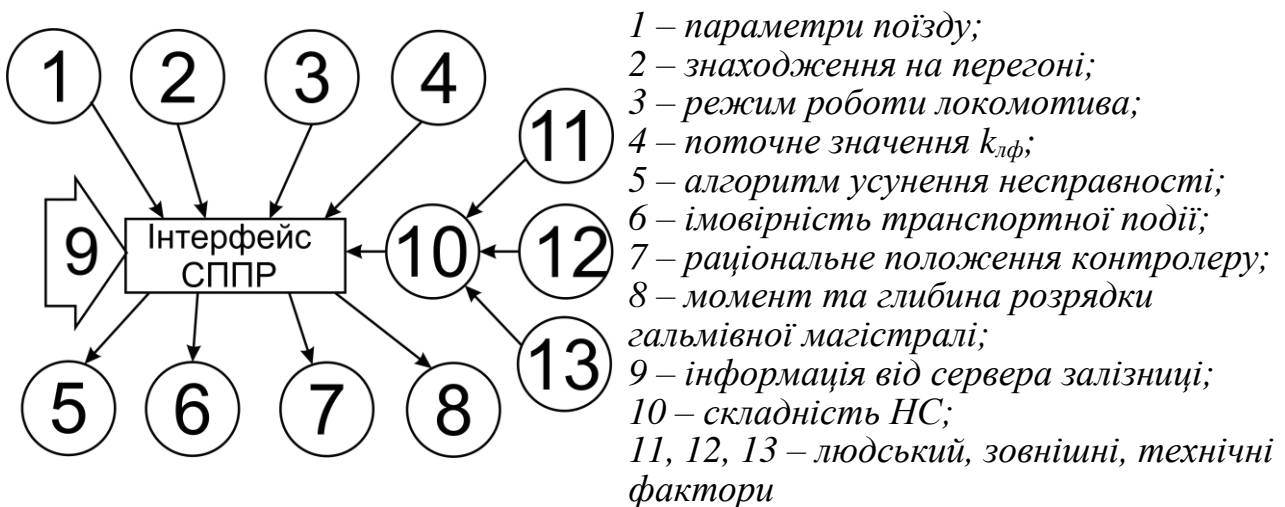 1
2
3
4
11
9
Інтерфейс
СППР
10
12
5
6
7
8
13
1 – параметри поїзду;
2 – знаходження на перегоні;
3 – режим роботи локомотива;
4 – поточне значення kлф;
5 – алгоритм усунення несправності;
6 – імовірність транспортної події;
7 – раціональне положення контролеру;
8 – момент та глибина розрядки
гальмівної магістралі;
9 – інформація від сервера залізниці;
10 – складність НС;
11, 12, 13 – людський, зовнішні, технічні
фактори